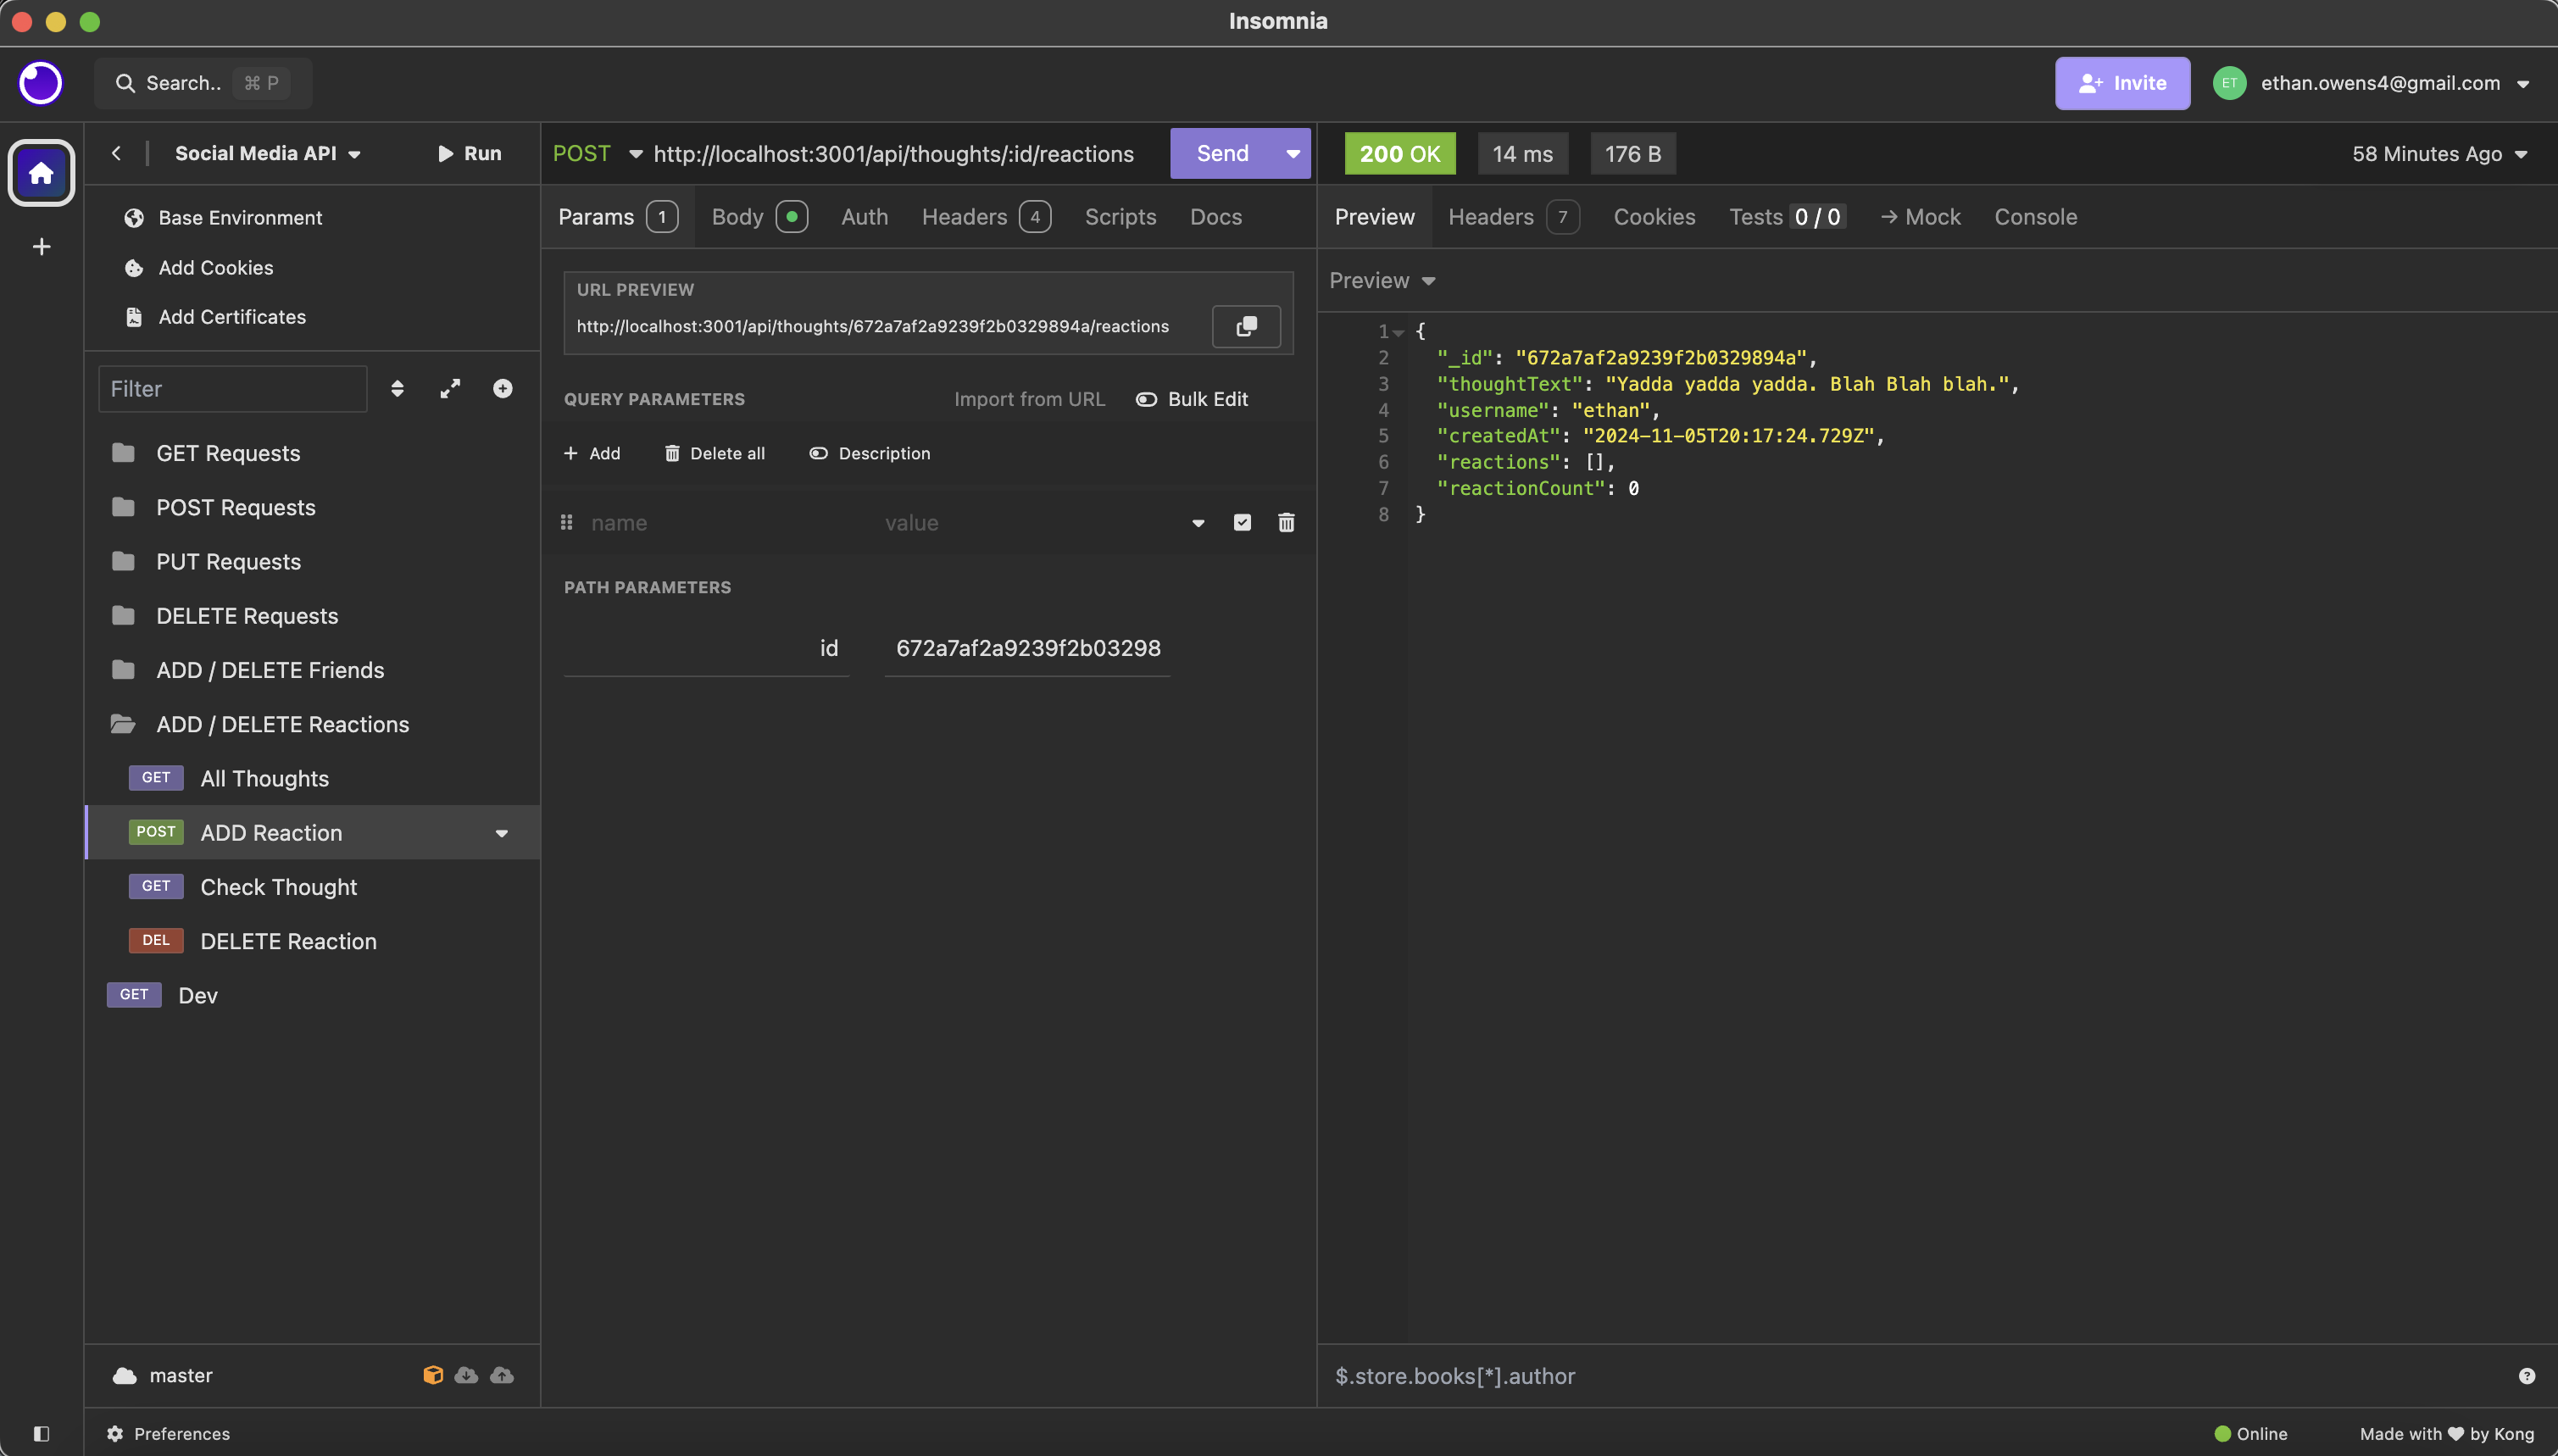 Insomnia
Search.. ⌘ P
Invite
ET
ethan.owens4@gmail.com
Social Media API
Run
Base Environment
Add Cookies
Add Certificates
Filter
GET Requests
POST Requests
PUT Requests
DELETE Requests
ADD / DELETE Friends
ADD / DELETE Reactions
GET All Thoughts
POST ADD Reaction
GET Check Thought
DEL DELETE Reaction
GET Dev
master
Preferences
POST http://localhost:3001/api/thoughts/:id/reactions Send
Params 1 Body Auth Headers 4 Scripts Docs
URL PREVIEW
http://localhost:3001/api/thoughts/672a7af2a9239f2b0329894a/reactions
QUERY PARAMETERS Import from URL Bulk Edit
+ Add Delete all Description
name value
PATH PARAMETERS
id 672a7af2a9239f2b03298
200 OK 14 ms 176 B 58 Minutes Ago
Preview Headers 7 Cookies Tests 0 / 0 → Mock Console
Preview
1 {
2 "_id": "672a7af2a9239f2b0329894a",
3 "thoughtText": "Yadda yadda yadda. Blah Blah blah.",
4 "username": "ethan",
5 "createdAt": "2024-11-05T20:17:24.729Z",
6 "reactions": [],
7 "reactionCount": 0
8 }
$.store.books[*].author
Online
Made with ♥ by Kong